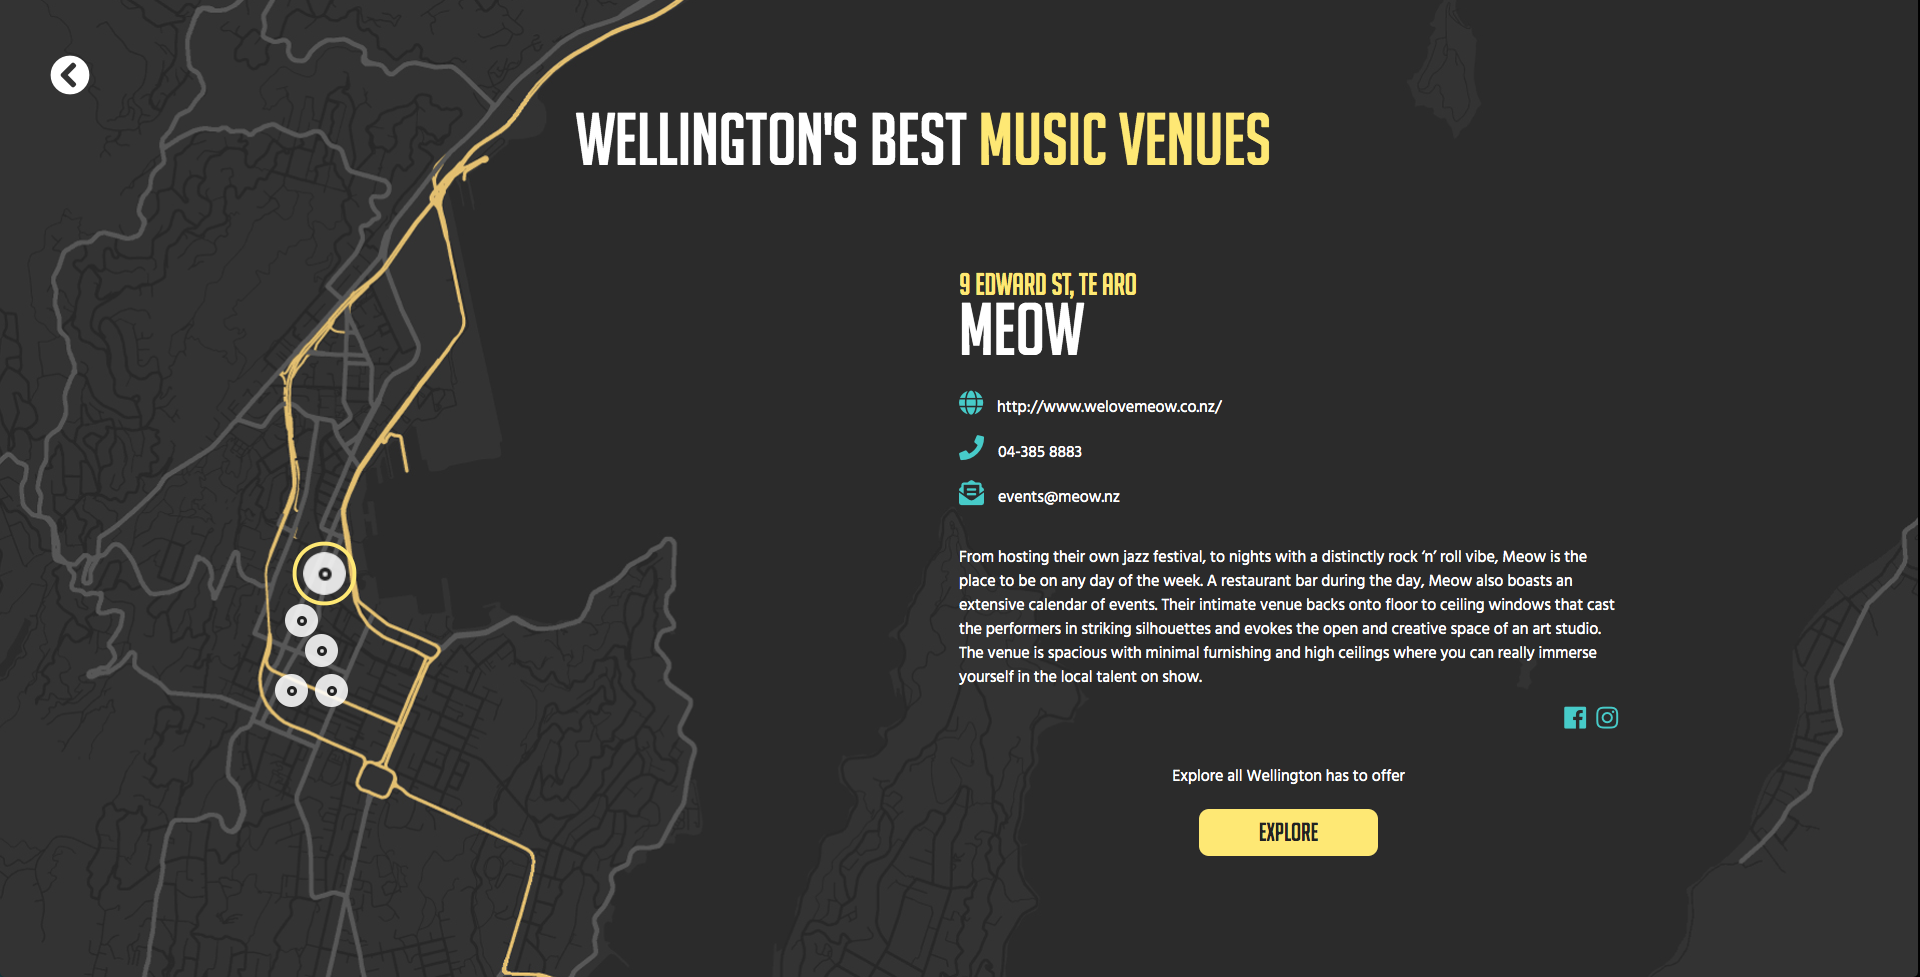 WELLINGTON'S BEST MUSIC VENUES
9 EDWARD ST, TE ARO
MEOW
http://www.welovemeow.co.nz/
04-385 8883
events@meow.nz
From hosting their own jazz festival, to nights with a distinctly rock ‘n’ roll vibe, Meow is the
place to be on any day of the week. A restaurant bar during the day, Meow also boasts an
extensive calendar of events. Their intimate venue backs onto floor to ceiling windows that cast
the performers in striking silhouettes and evokes the open and creative space of an art studio.
The venue is spacious with minimal furnishing and high ceilings where you can really immerse
yourself in the local talent on show.
Explore all Wellington has to offer
EXPLORE